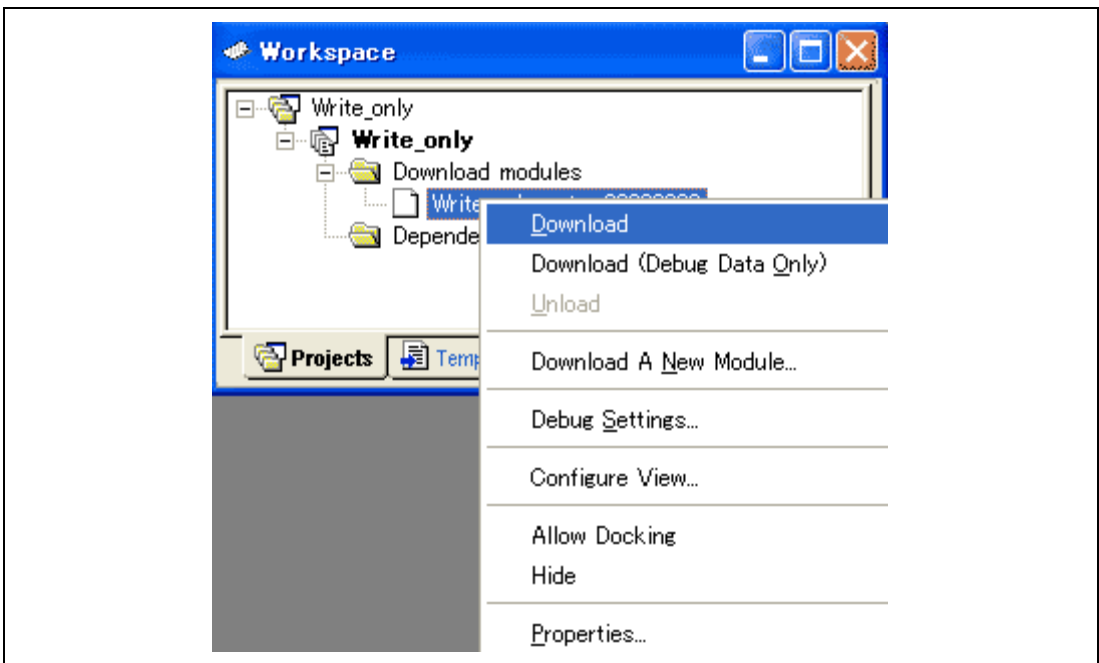 Workspace
Write_only
Write_only
Download modules
Depende
Projects
Temp
Download
Download (Debug Data Only)
Unload
Download A New Module...
Debug Settings...
Configure View...
Allow Docking
Hide
Properties...